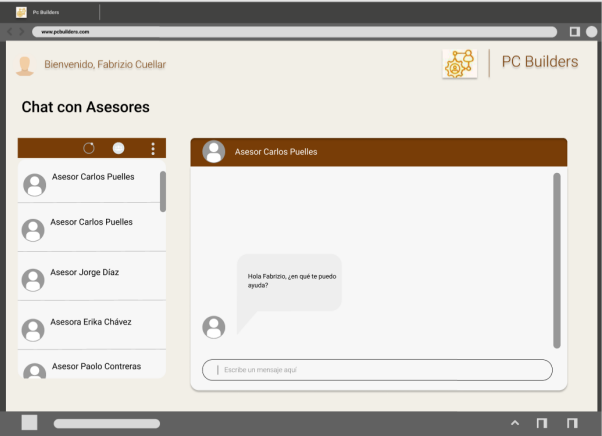 Pc Builders
www.pcbuilders.com
Bienvenido, Fabrizio Cuellar
PC Builders
Chat con Asesores
Asesor Carlos Puelles
Asesor Carlos Puelles
Asesor Jorge Díaz
Asesora Erika Chávez
Asesor Paolo Contreras
Asesor Carlos Puelles
Hola Fabrizio, ¿en qué te puedo
ayuda?
Escribe un mensaje aquí